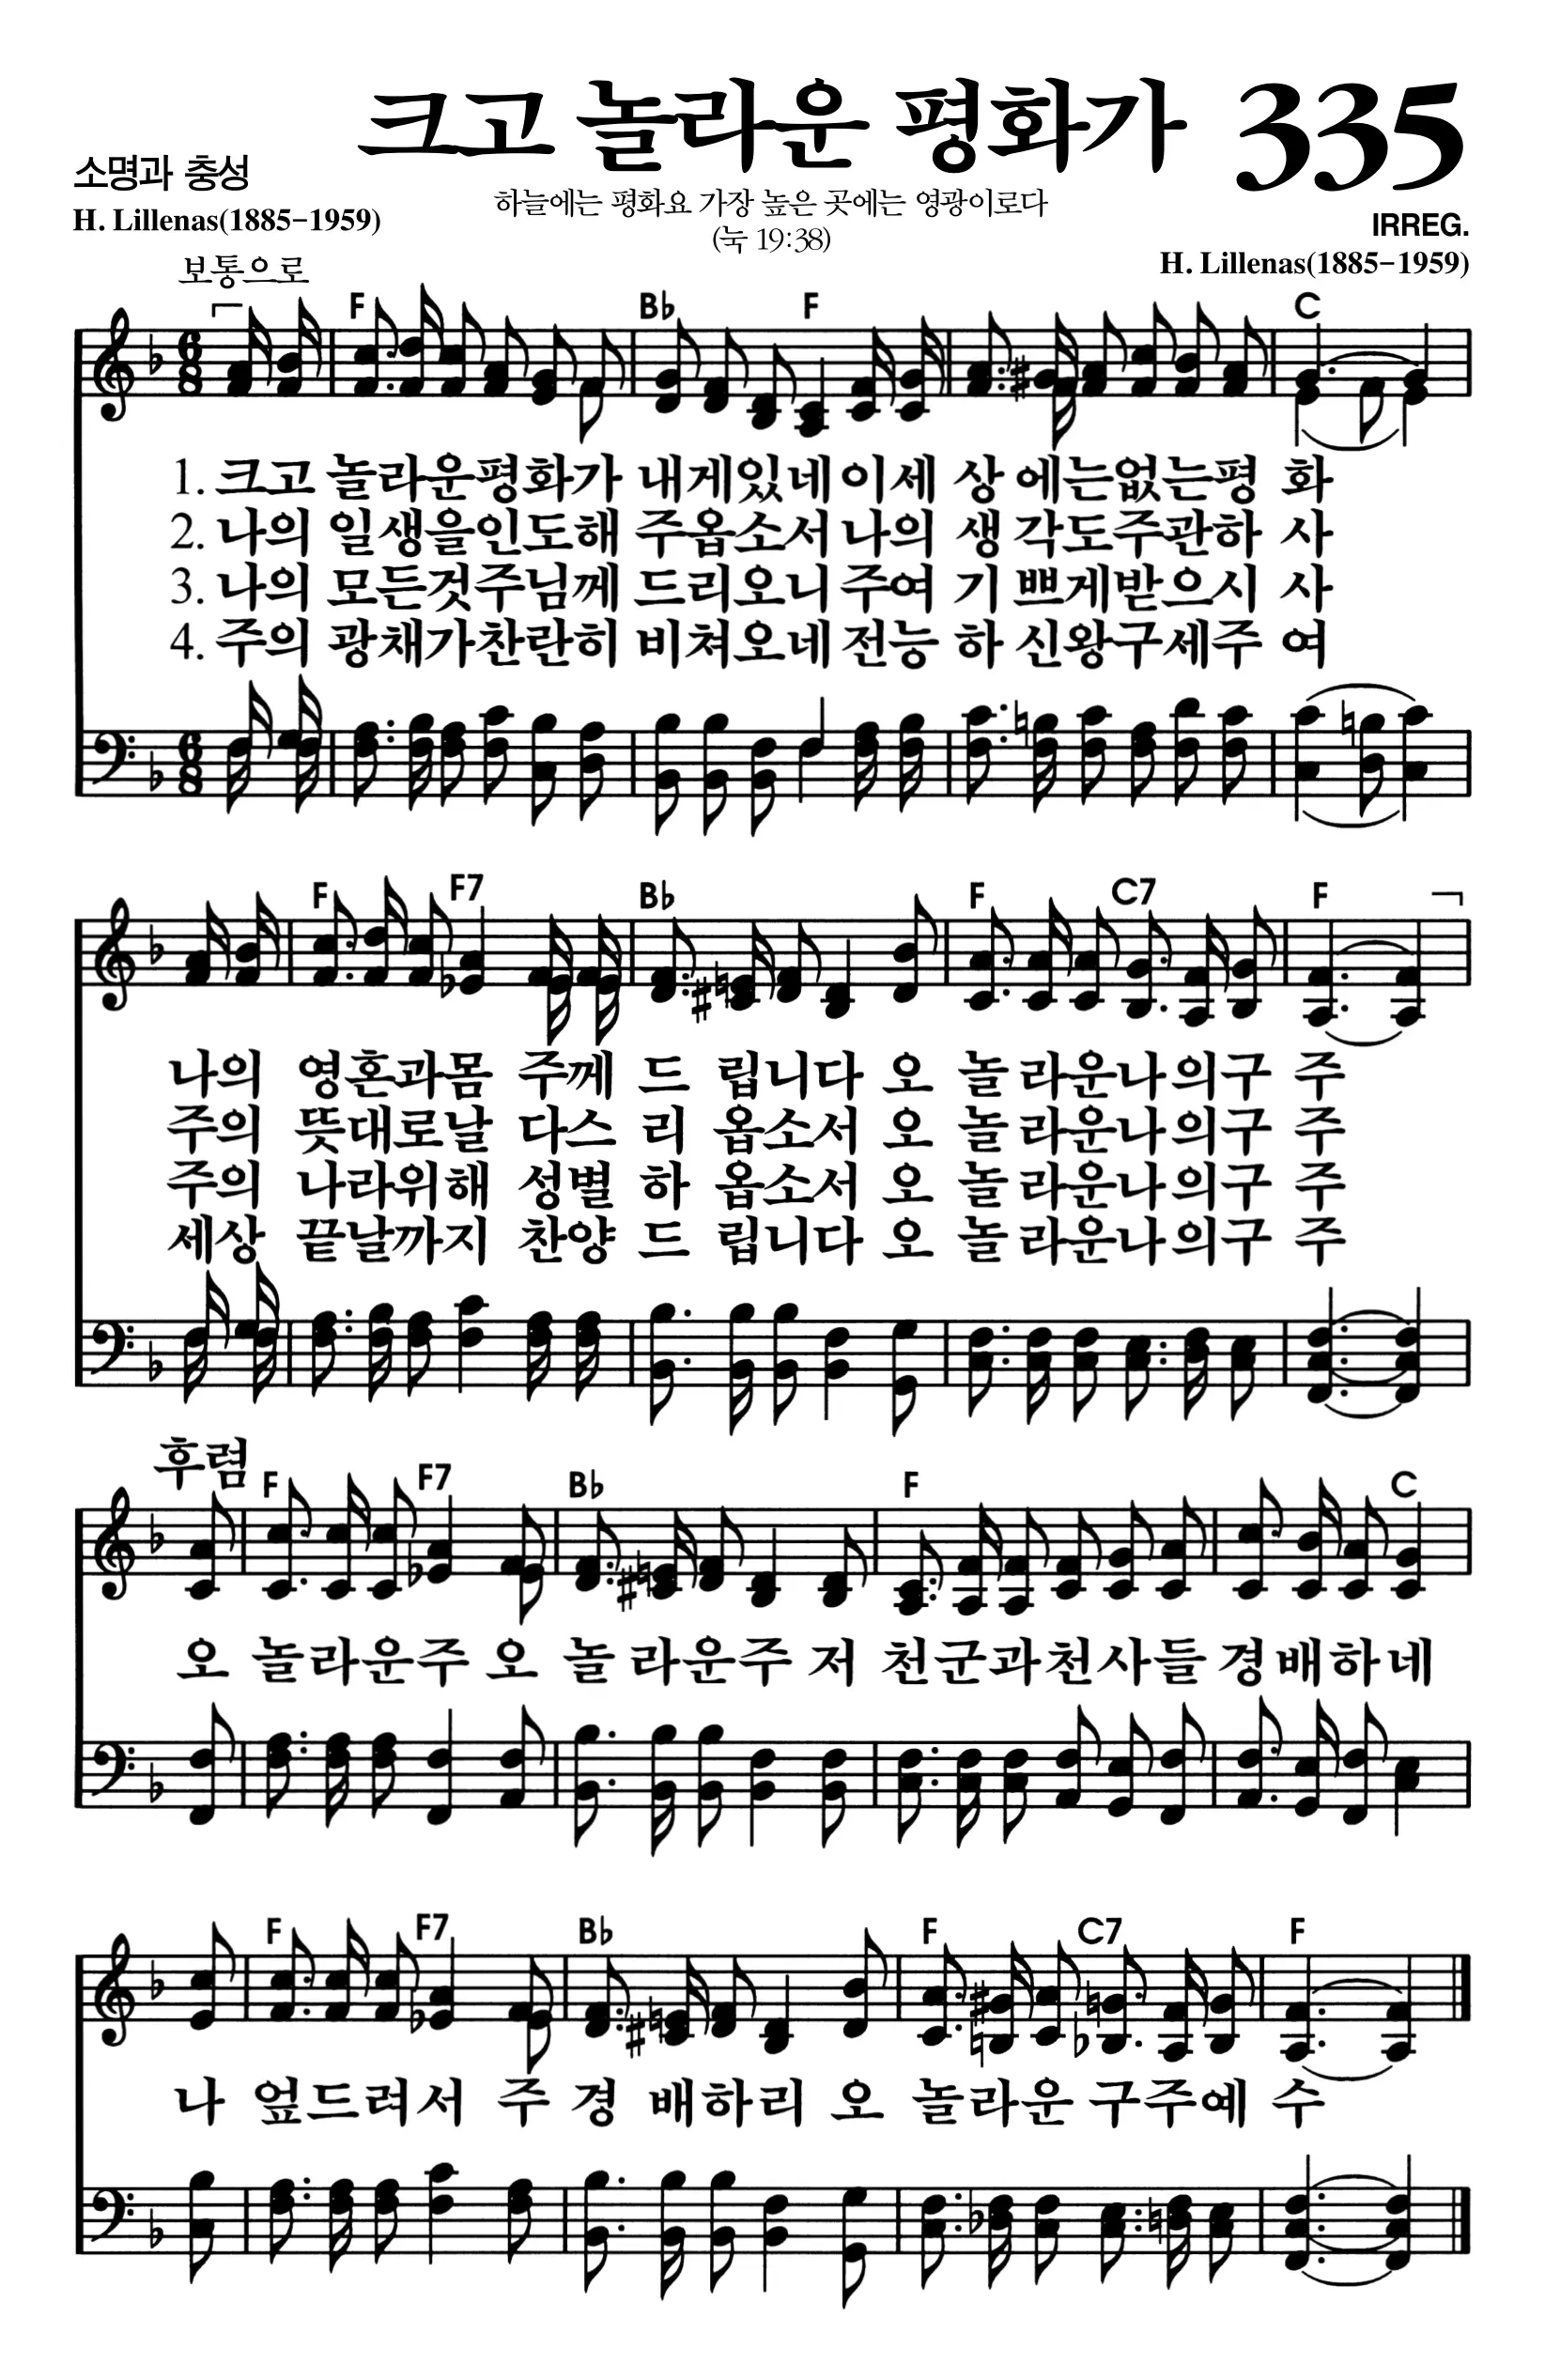 크고 놀라운 평화가 335
소명과 충성
하늘에는 평화요 가장 높은 곳에는 영광이로다
(눅 19:38)
H. Lillenas(1885-1959)
IRREG.
H. Lillenas(1885-1959)
보통으로
F B♭ F C
6 8
1. 크고 놀라운평화가 내게있네 이세 상 에는없는평 화
2. 나의 일생을인도해 주옵소서 나의 생 각도주관하 사
3. 나의 모든것주님께 드리오니 주여 기 쁘게받으시 사
4. 주의 광채가찬란히 비쳐오네 전능 하 신왕구세주 여
6 8
F F7 B♭ F C7 F
나의 영혼과몸 주께 드 립니다 오 놀 라운나의구 주
주의 뜻대로날 다스 리 옵소서 오 놀 라운나의구 주
주의 나라위해 성별 하 옵소서 오 놀 라운나의구 주
세상 끝날까지 찬양 드 립니다 오 놀 라운나의구 주
후렴
F F7 B♭ F C
오 놀라운주 오 놀 라운주 저 천군과천사들 경배하네
F F7 B♭ F C7 F
나 엎드려서 주 경 배하리 오 놀라운 구주예 수